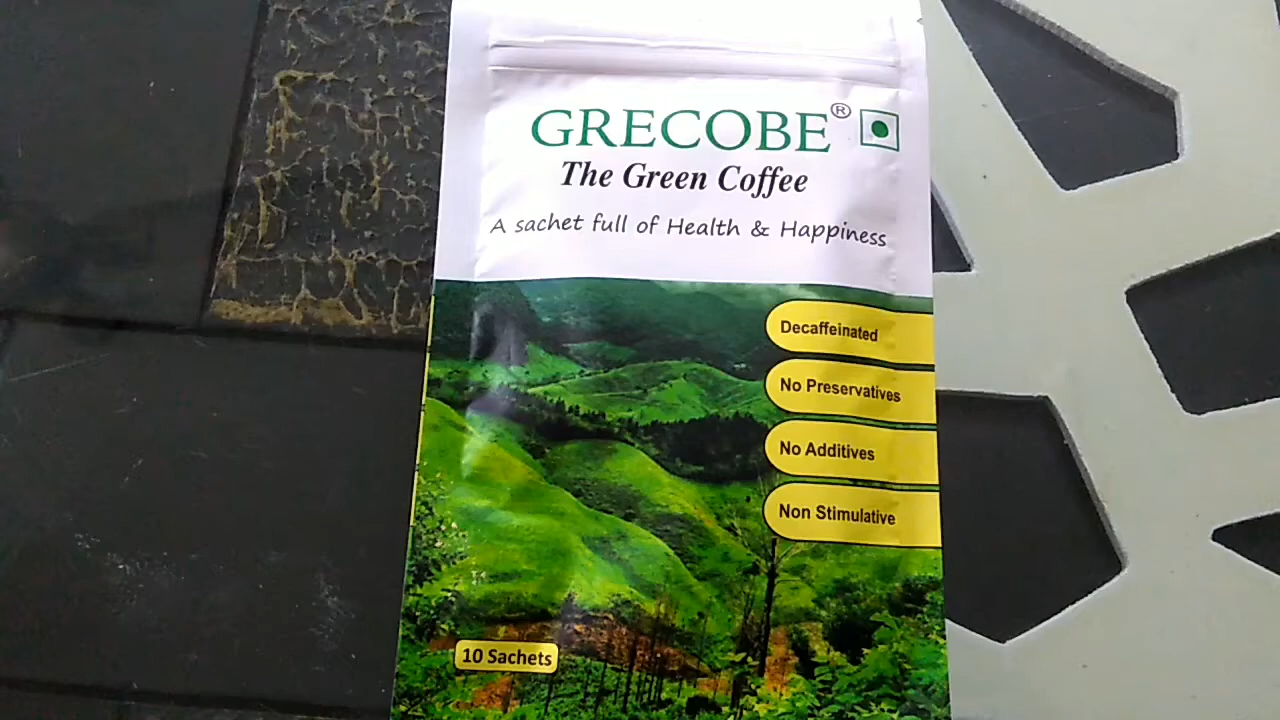 GRECOBE®
The Green Coffee
A sachet full of Health & Happiness
Decaffeinated
No Preservatives
No Additives
Non Stimulative
10 Sachets